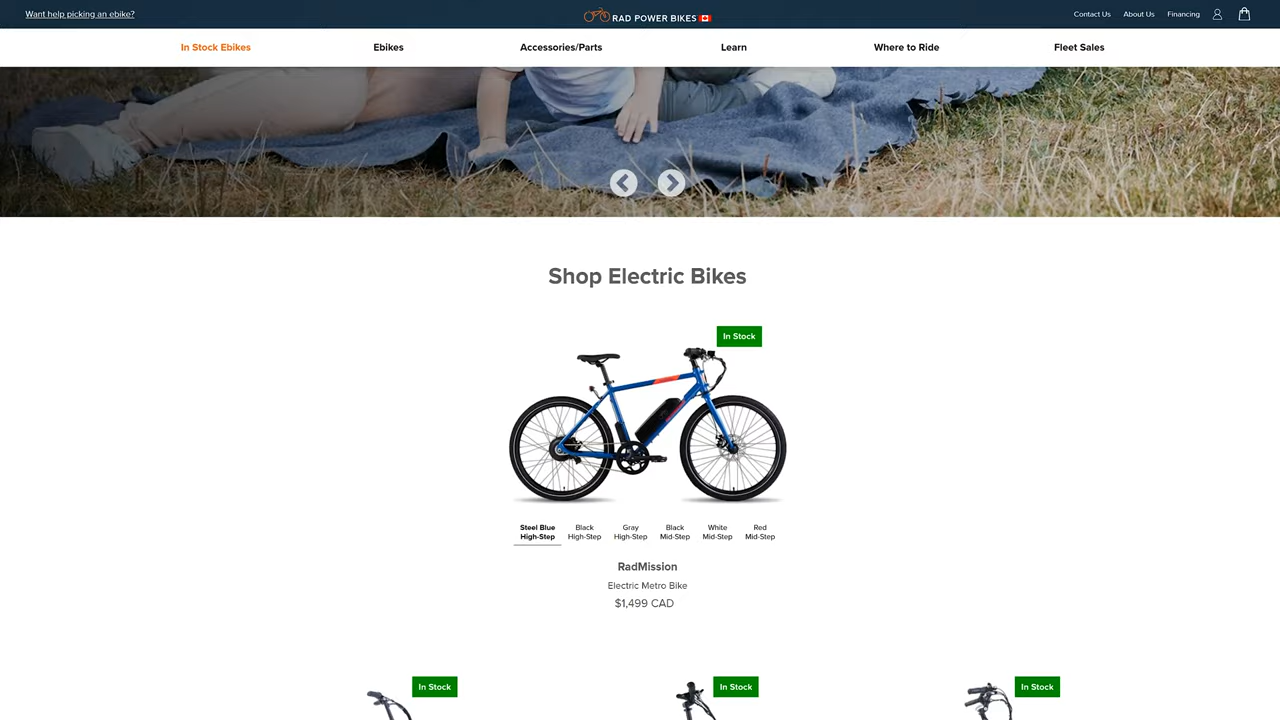 Want help picking an ebike?
RAD POWER BIKES
Contact Us
About Us
Financing
In Stock Ebikes
Ebikes
Accessories/Parts
Learn
Where to Ride
Fleet Sales
Shop Electric Bikes
In Stock
Steel Blue
High-Step
Black
High-Step
Gray
High-Step
Black
Mid-Step
White
Mid-Step
Red
Mid-Step
RadMission
Electric Metro Bike
$1,499 CAD
In Stock
In Stock
In Stock